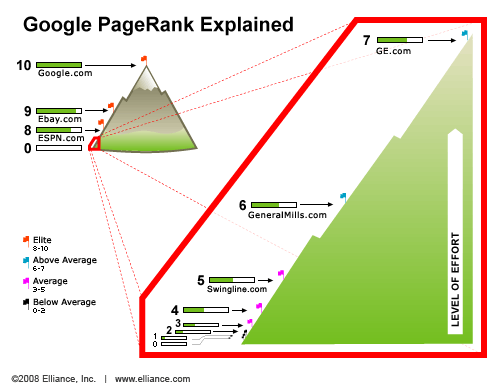 Google PageRank Explained
10
Google.com
9
Ebay.com
8
ESPN.com
0
7
GE.com
6
GeneralMills.com
5
Swingline.com
4
3
2
1
0
LEVEL OF EFFORT
Elite
8-10
Above Average
6-7
Average
3-5
Below Average
0-2
©2008 Elliance, Inc. | www.elliance.com